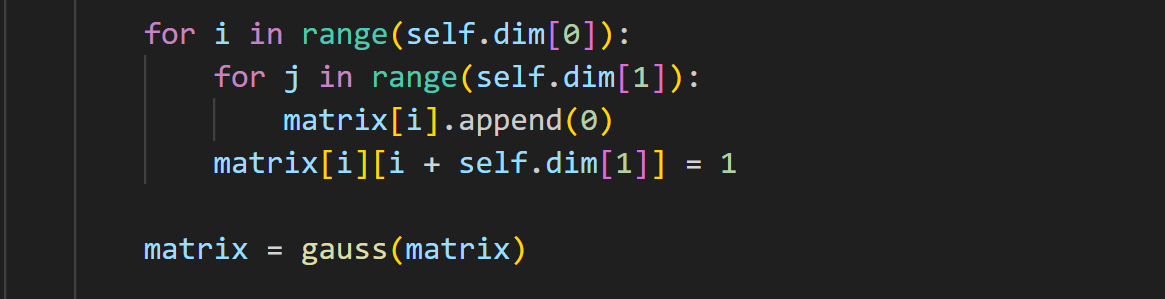 for i in range(self.dim[0]):
    for j in range(self.dim[1]):
        matrix[i].append(0)
    matrix[i][i + self.dim[1]] = 1

matrix = gauss(matrix)